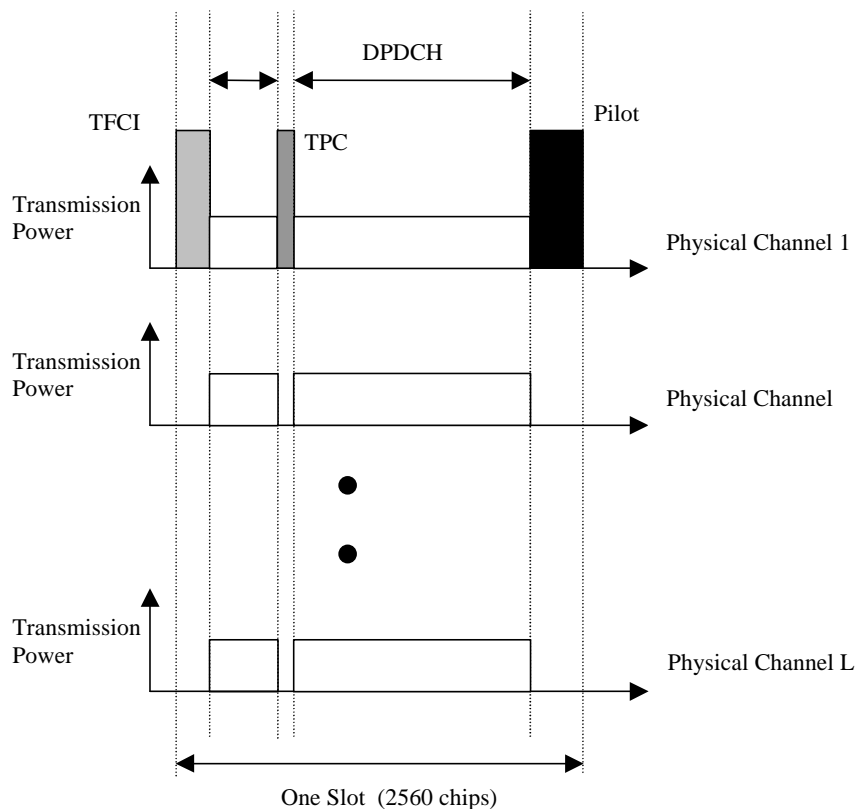 DPDCH
TFCI
TPC
Pilot
Transmission
Power
Physical Channel 1
Transmission
Power
Physical Channel
Transmission
Power
Physical Channel L
One Slot (2560 chips)